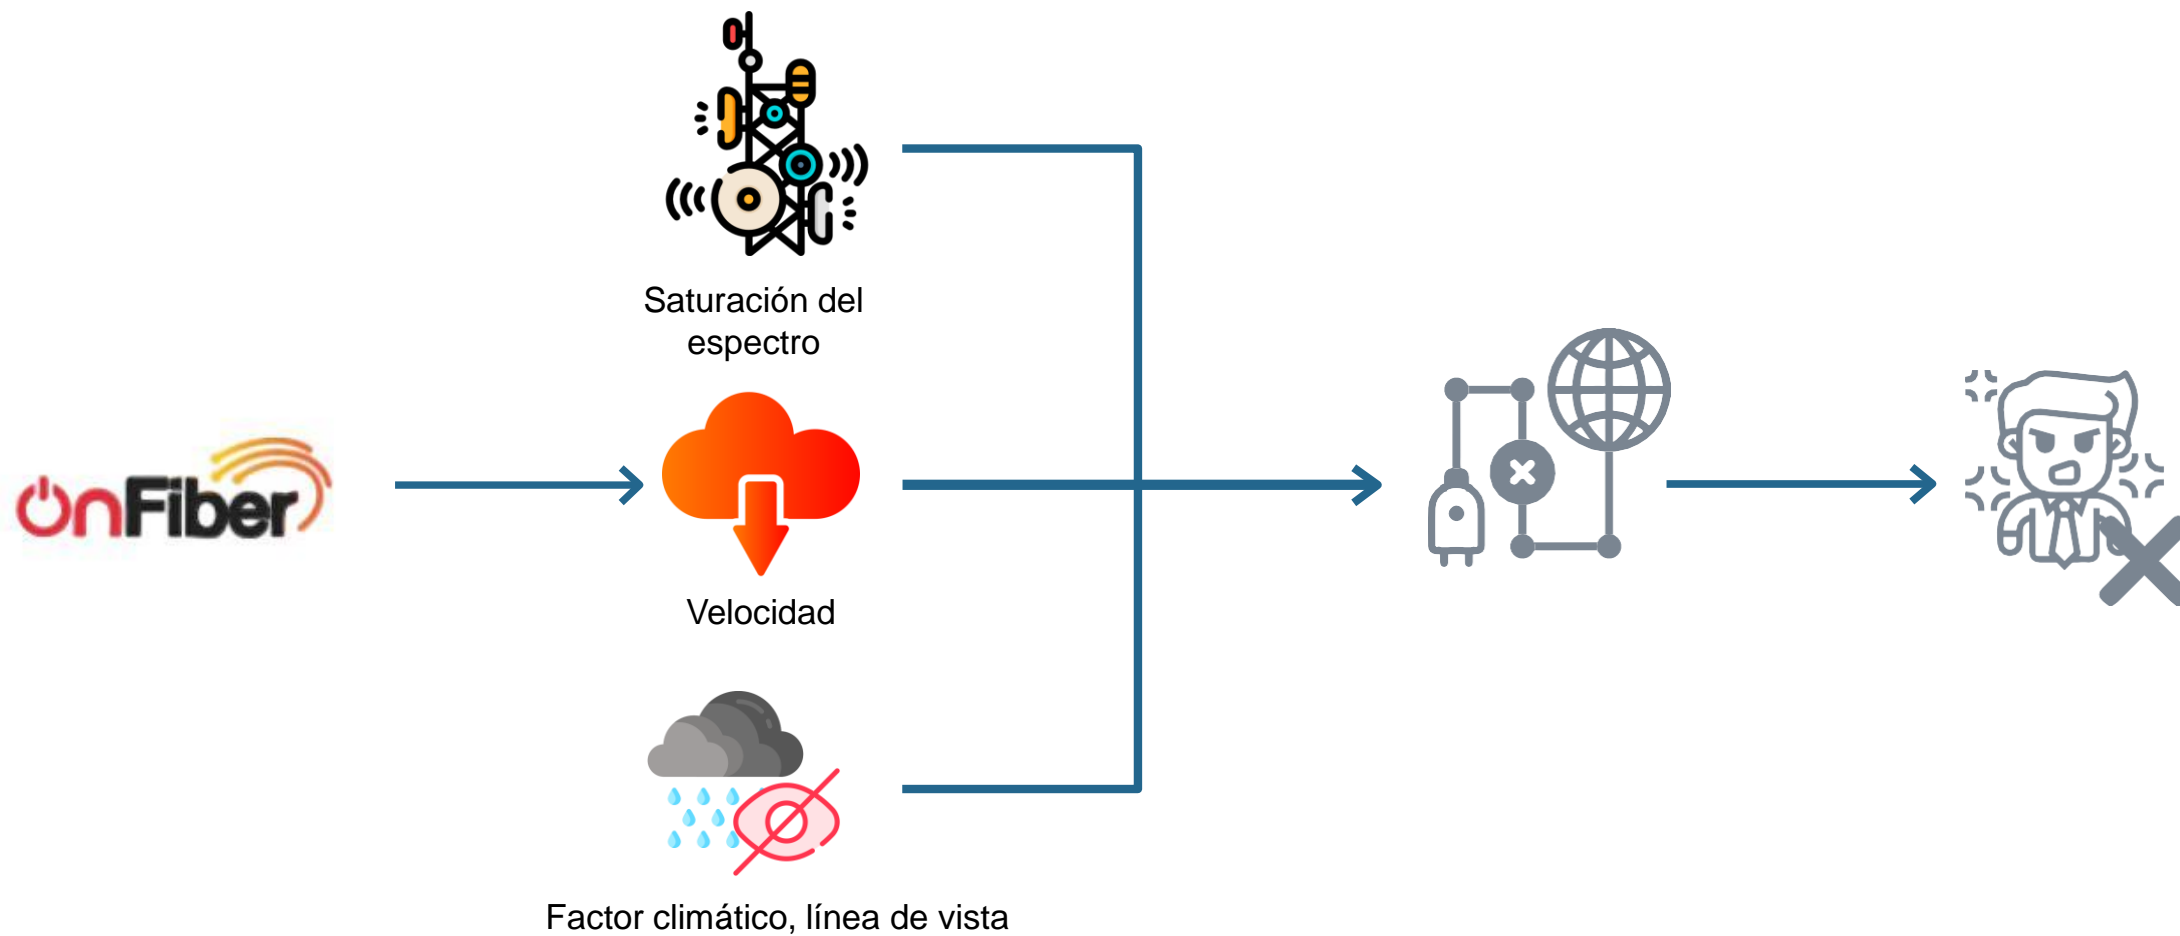 OnFiber
Saturación del
espectro
Velocidad
Factor climático, línea de vista